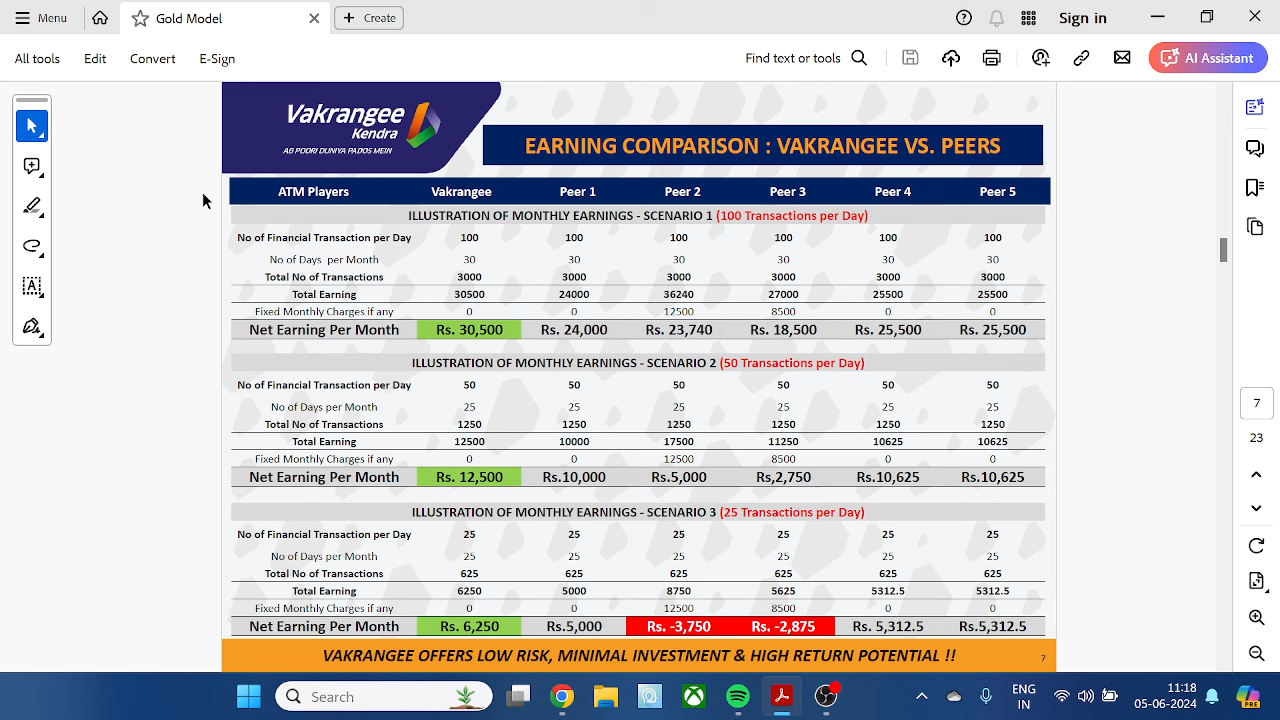 Menu Gold Model Create Sign in
All tools Edit Convert E-Sign Find text or tools AI Assistant
Vakrangee
Kendra
AB POORI DUNIYA PADOS MEIN
EARNING COMPARISON : VAKRANGEE VS. PEERS
ATM Players Vakrangee Peer 1 Peer 2 Peer 3 Peer 4 Peer 5
ILLUSTRATION OF MONTHLY EARNINGS - SCENARIO 1 (100 Transactions per Day)
No of Financial Transaction per Day 100 100 100 100 100 100
No of Days per Month 30 30 30 30 30 30
Total No of Transactions 3000 3000 3000 3000 3000 3000
Total Earning 30500 24000 36240 27000 25500 25500
Fixed Monthly Charges if any 0 0 12500 8500 0 0
Net Earning Per Month Rs. 30,500 Rs. 24,000 Rs. 23,740 Rs. 18,500 Rs. 25,500 Rs. 25,500
ILLUSTRATION OF MONTHLY EARNINGS - SCENARIO 2 (50 Transactions per Day)
No of Financial Transaction per Day 50 50 50 50 50 50
No of Days per Month 25 25 25 25 25 25
Total No of Transactions 1250 1250 1250 1250 1250 1250
Total Earning 12500 10000 17500 11250 10625 10625
Fixed Monthly Charges if any 0 0 12500 8500 0 0
Net Earning Per Month Rs. 12,500 Rs.10,000 Rs.5,000 Rs,2,750 Rs.10,625 Rs.10,625
ILLUSTRATION OF MONTHLY EARNINGS - SCENARIO 3 (25 Transactions per Day)
No of Financial Transaction per Day 25 25 25 25 25 25
No of Days per Month 25 25 25 25 25 25
Total No of Transactions 625 625 625 625 625 625
Total Earning 6250 5000 8750 5625 5312.5 5312.5
Fixed Monthly Charges if any 0 0 12500 8500 0 0
Net Earning Per Month Rs. 6,250 Rs.5,000 Rs. -3,750 Rs. -2,875 Rs. 5,312.5 Rs.5,312.5
VAKRANGEE OFFERS LOW RISK, MINIMAL INVESTMENT & HIGH RETURN POTENTIAL !!
7
7
23
Search
ENG
IN
11:18
05-06-2024
PRE